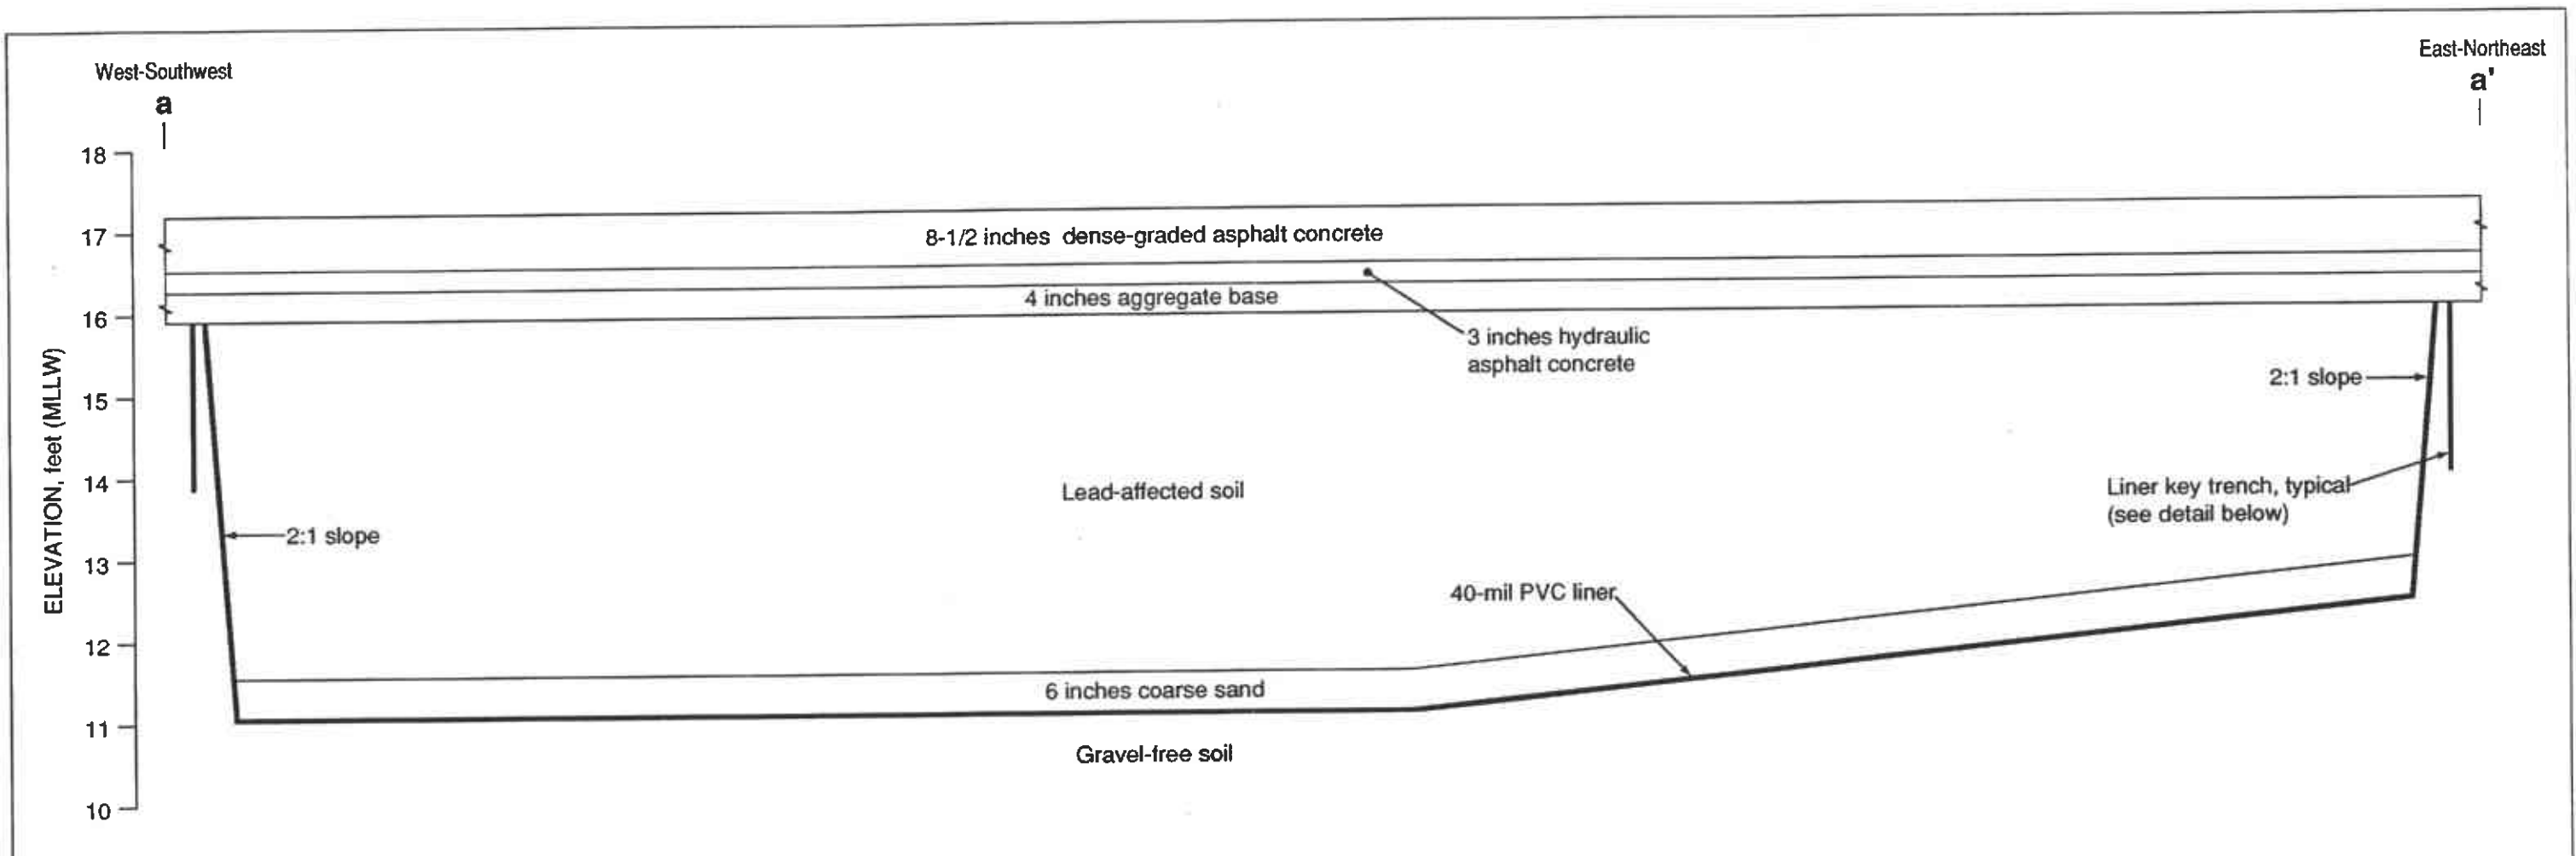 West-Southwest
a
East-Northeast
a'
18
17
16
15
14
13
12
11
10
ELEVATION, feet (MLLW)
8-1/2 inches dense-graded asphalt concrete
4 inches aggregate base
3 inches hydraulic
asphalt concrete
2:1 slope
Lead-affected soil
Liner key trench, typical
(see detail below)
2:1 slope
40-mil PVC liner
6 inches coarse sand
Gravel-free soil